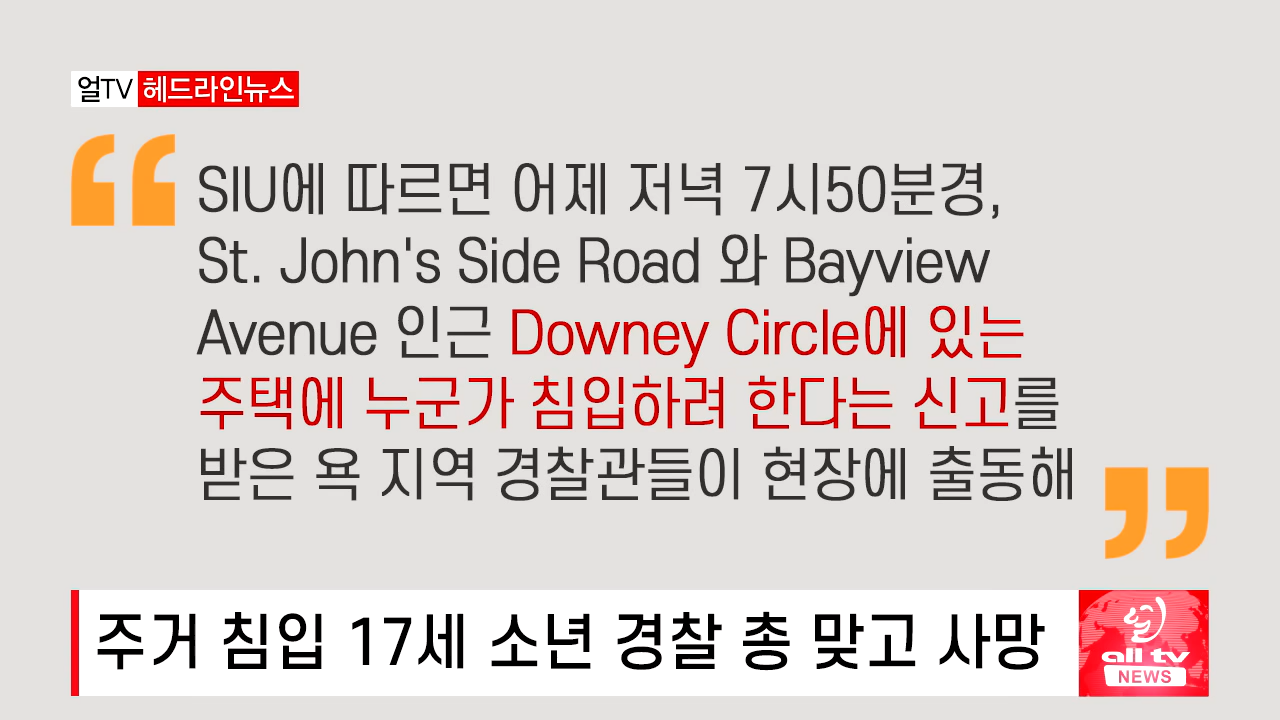 얼TV 헤드라인뉴스
SIU에 따르면 어제 저녁 7시50분경,
St. John's Side Road 와 Bayview
Avenue 인근 Downey Circle에 있는
주택에 누군가 침입하려 한다는 신고를
받은 욕 지역 경찰관들이 현장에 출동해
주거 침입 17세 소년 경찰 총 맞고 사망
all tv
NEWS